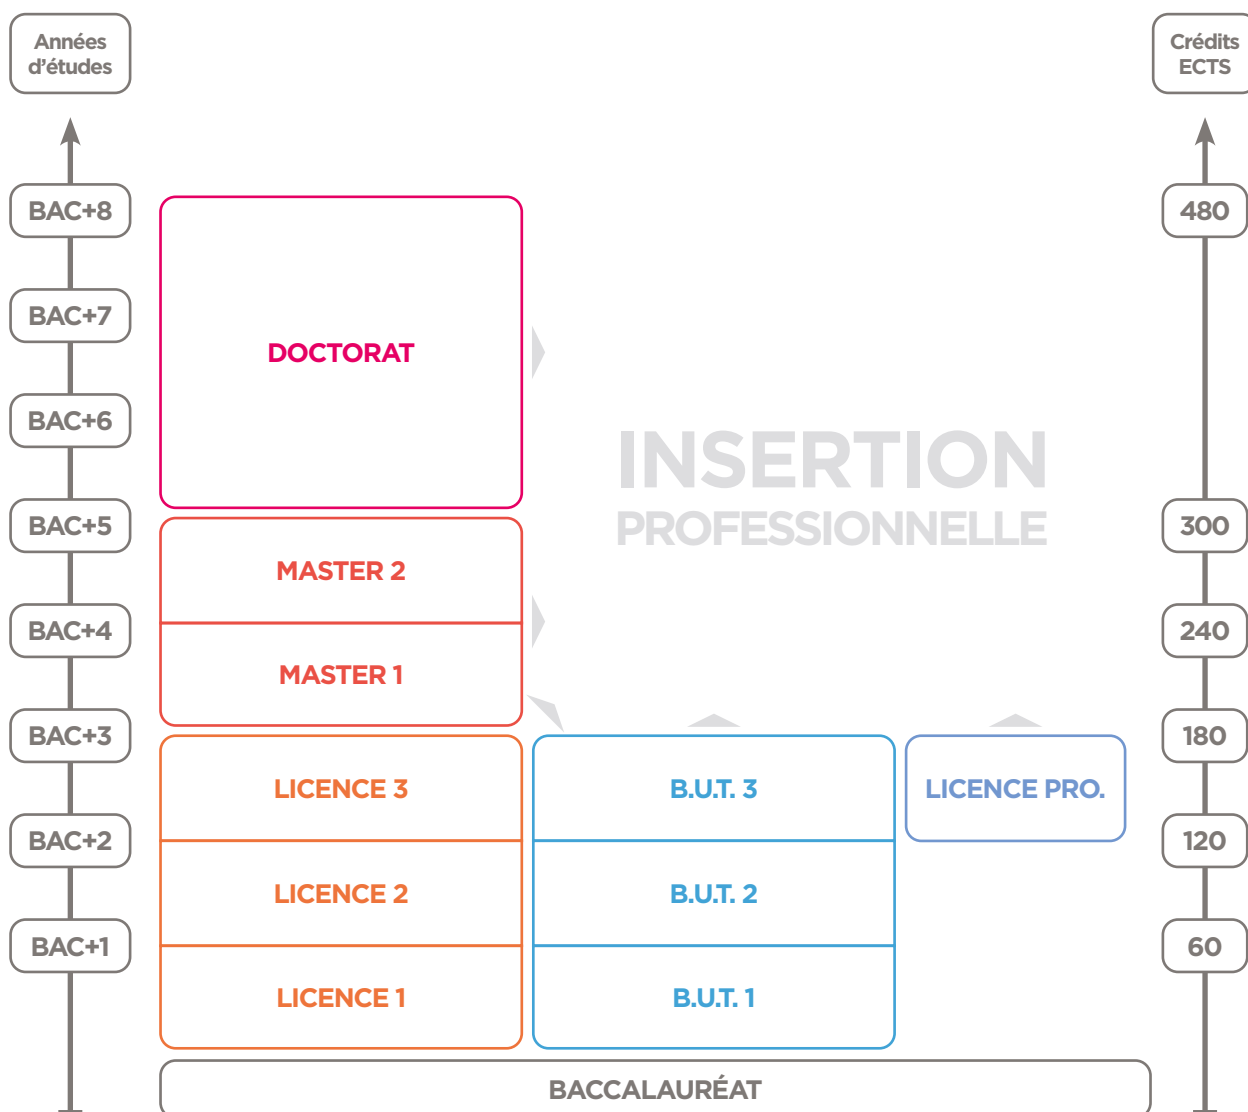 Années
d'études
Crédits
ECTS
BAC+8
480
BAC+7
DOCTORAT
BAC+6
INSERTION
PROFESSIONNELLE
BAC+5
300
MASTER 2
BAC+4
240
MASTER 1
BAC+3
180
LICENCE 3
B.U.T. 3
LICENCE PRO.
BAC+2
120
LICENCE 2
B.U.T. 2
BAC+1
60
LICENCE 1
B.U.T. 1
BACCALAURÉAT